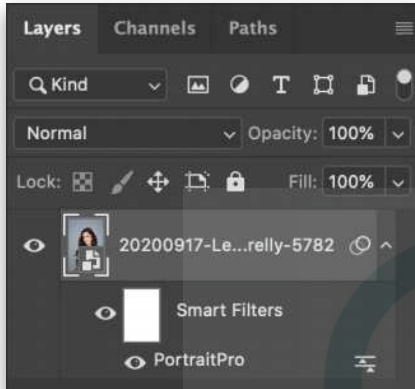 Layers Channels Paths
Kind T
Normal Opacity: 100%
Lock: Fill: 100%
20200917-Le...relly-5782
Smart Filters
PortraitPro